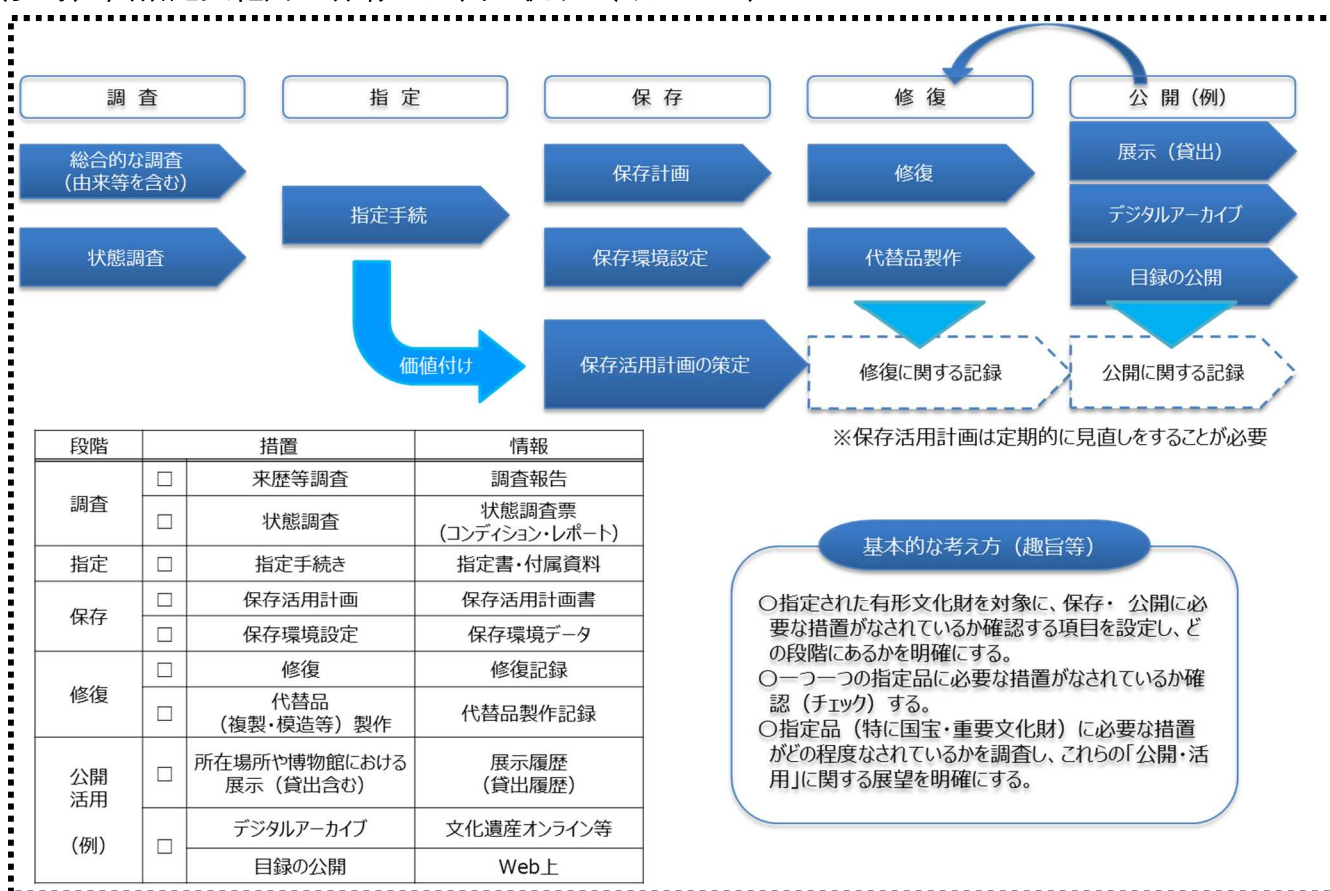 調 査
指 定
保 存
修 復
公 開（例）
総合的な調査
（由来等を含む）
状態調査
指定手続
価値付け
保存計画
保存環境設定
保存活用計画の策定
修復
代替品製作
修復に関する記録
展示（貸出）
デジタルアーカイブ
目録の公開
公開に関する記録
※保存活用計画は定期的に見直しをすることが必要
段階 措置 情報
調査
□ 来歴等調査 調査報告
□ 状態調査 状態調査票
（コンディション・レポート）
指定 □ 指定手続き 指定書・付属資料
保存
□ 保存活用計画 保存活用計画書
□ 保存環境設定 保存環境データ
修復
□ 修復 修復記録
□ 代替品
（複製・模造等）製作 代替品製作記録
公開
活用
（例）
□ 所在場所や博物館における
展示（貸出含む） 展示履歴
（貸出履歴）
□ デジタルアーカイブ 文化遺産オンライン等
目録の公開 Web上
基本的な考え方（趣旨等）
○指定された有形文化財を対象に、保存・ 公開に必
要な措置がなされているか確認する項目を設定し、ど
の段階にあるかを明確にする。
○一つ一つの指定品に必要な措置がなされているか確
認（チェック）する。
○指定品（特に国宝・重要文化財）に必要な措置
がどの程度なされているかを調査し、これらの「公開・活
用」に関する展望を明確にする。